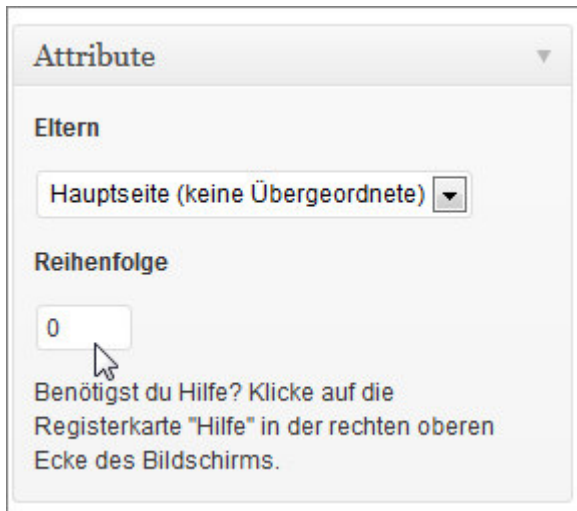 Attribute
Eltern
Hauptseite (keine Übergeordnete)
Reihenfolge
0
Benötigst du Hilfe? Klicke auf die
Registerkarte "Hilfe" in der rechten oberen
Ecke des Bildschirms.